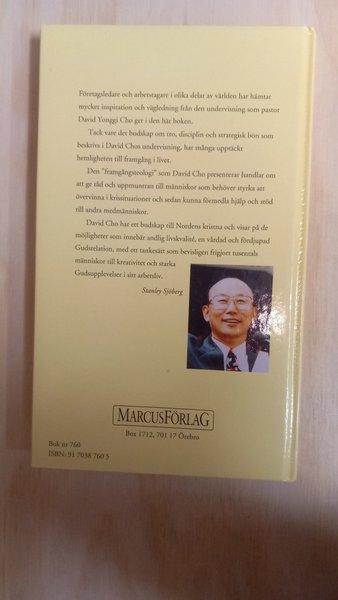 Företagsledare och arbetstagare i olika delar av världen har hämtat
mycket inspiration och vägledning från den undervisning som pastor
David Yonggi Cho ger i den här boken.
Tack vare det budskap om tro, disciplin och strategisk bön som
beskrivs i David Chos undervisning, har många upptäckt
hemligheten till framgång i livet.
Den "framgångsteologi" som David Cho presenterar handlar om
att ge råd och uppmuntran till människor som behöver styrka att
övervinna i krissituationer och sedan kunna förmedla hjälp och stöd
till andra medmänniskor.
David Cho har ett budskap till Nordens kristna och visar på de
möjligheter som innebär andlig livskvalité, en vårdad och fördjupad
Gudsrelation, med ett tankesätt som bevisligen frigjort tusentals
människor till kreativitet och starka
Gudsupplevelser i sitt arbetsliv.
Stanley Sjöberg
MARCUSFÖRLAG
Box 1712, 701 17 Örebro
Bok nr 760
ISBN: 91 7038 760 5